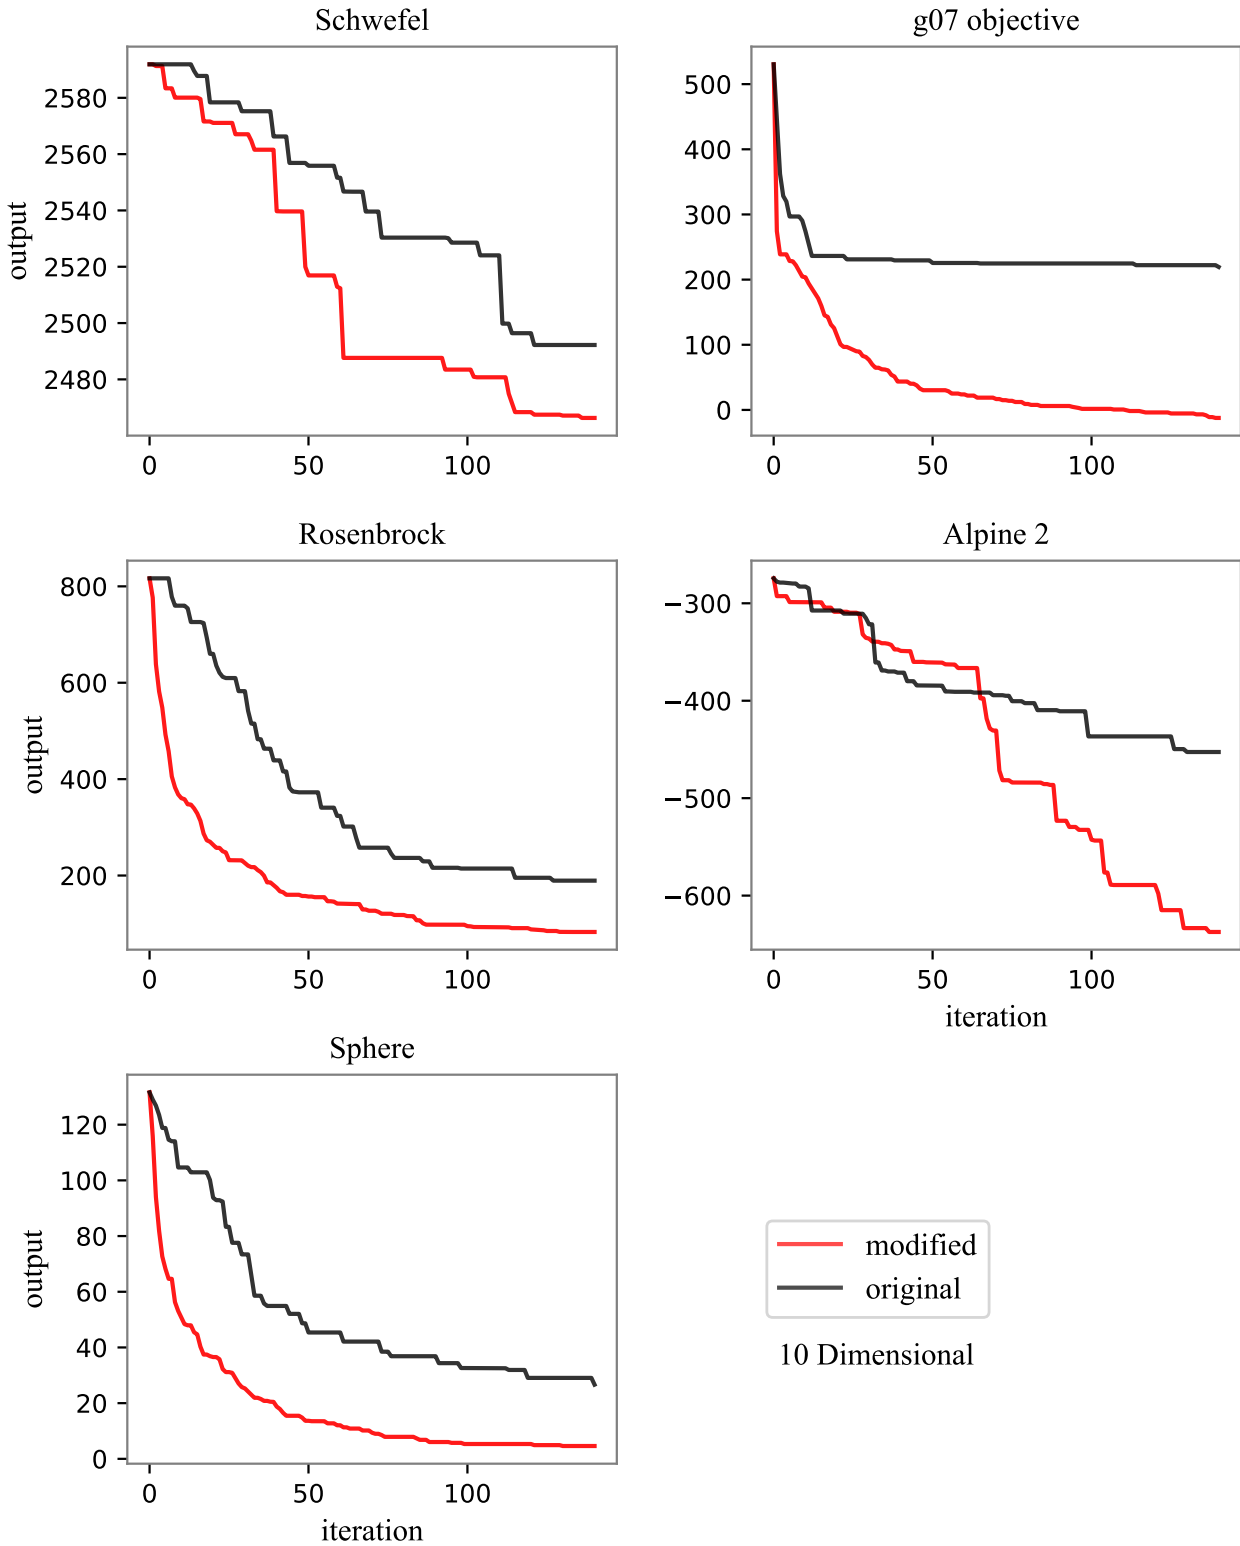 Schwefel
output
2580
2560
2540
2520
2500
2480
0 50 100
g07 objective
500
400
300
200
100
0
0 50 100
Rosenbrock
output
800
600
400
200
0 50 100
Alpine 2
−300
−400
−500
−600
0 50 100
iteration
Sphere
output
120
100
80
60
40
20
0
0 50 100
iteration
modified
original
10 Dimensional